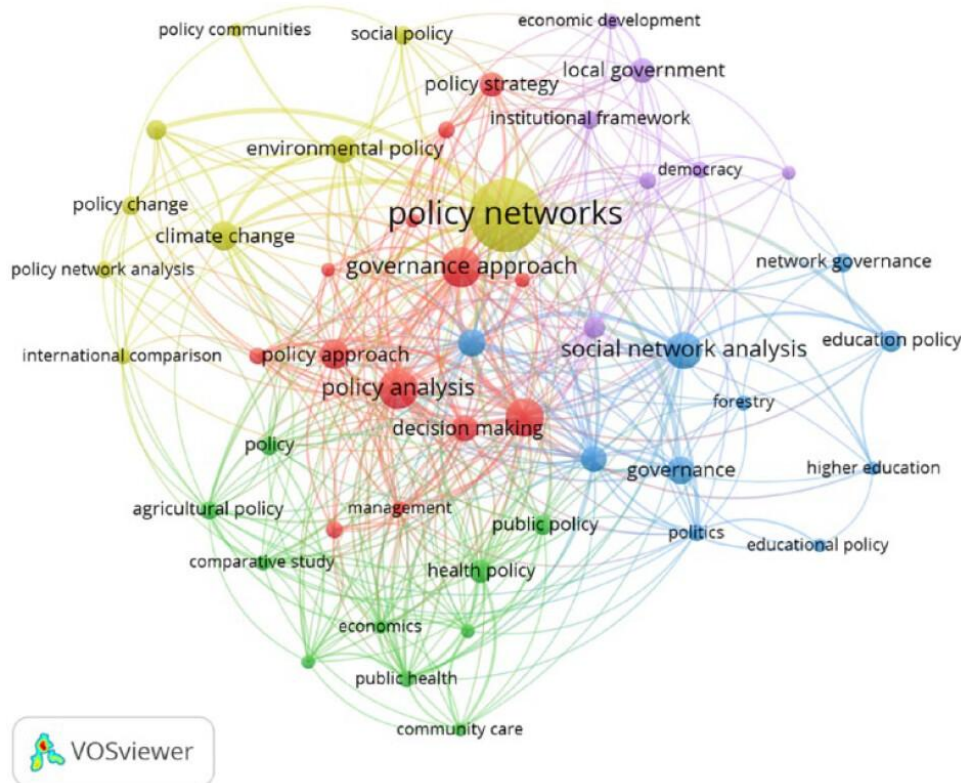 economic development
policy communities
social policy
local government
policy strategy
institutional framework
environmental policy
democracy
policy change
policy networks
climate change
network governance
policy network analysis
governance approach
education policy
international comparison
policy approach
social network analysis
policy analysis
forestry
decision making
policy
governance
higher education
agricultural policy
management
public policy
politics
educational policy
comparative study
health policy
economics
public health
community care
VOSviewer